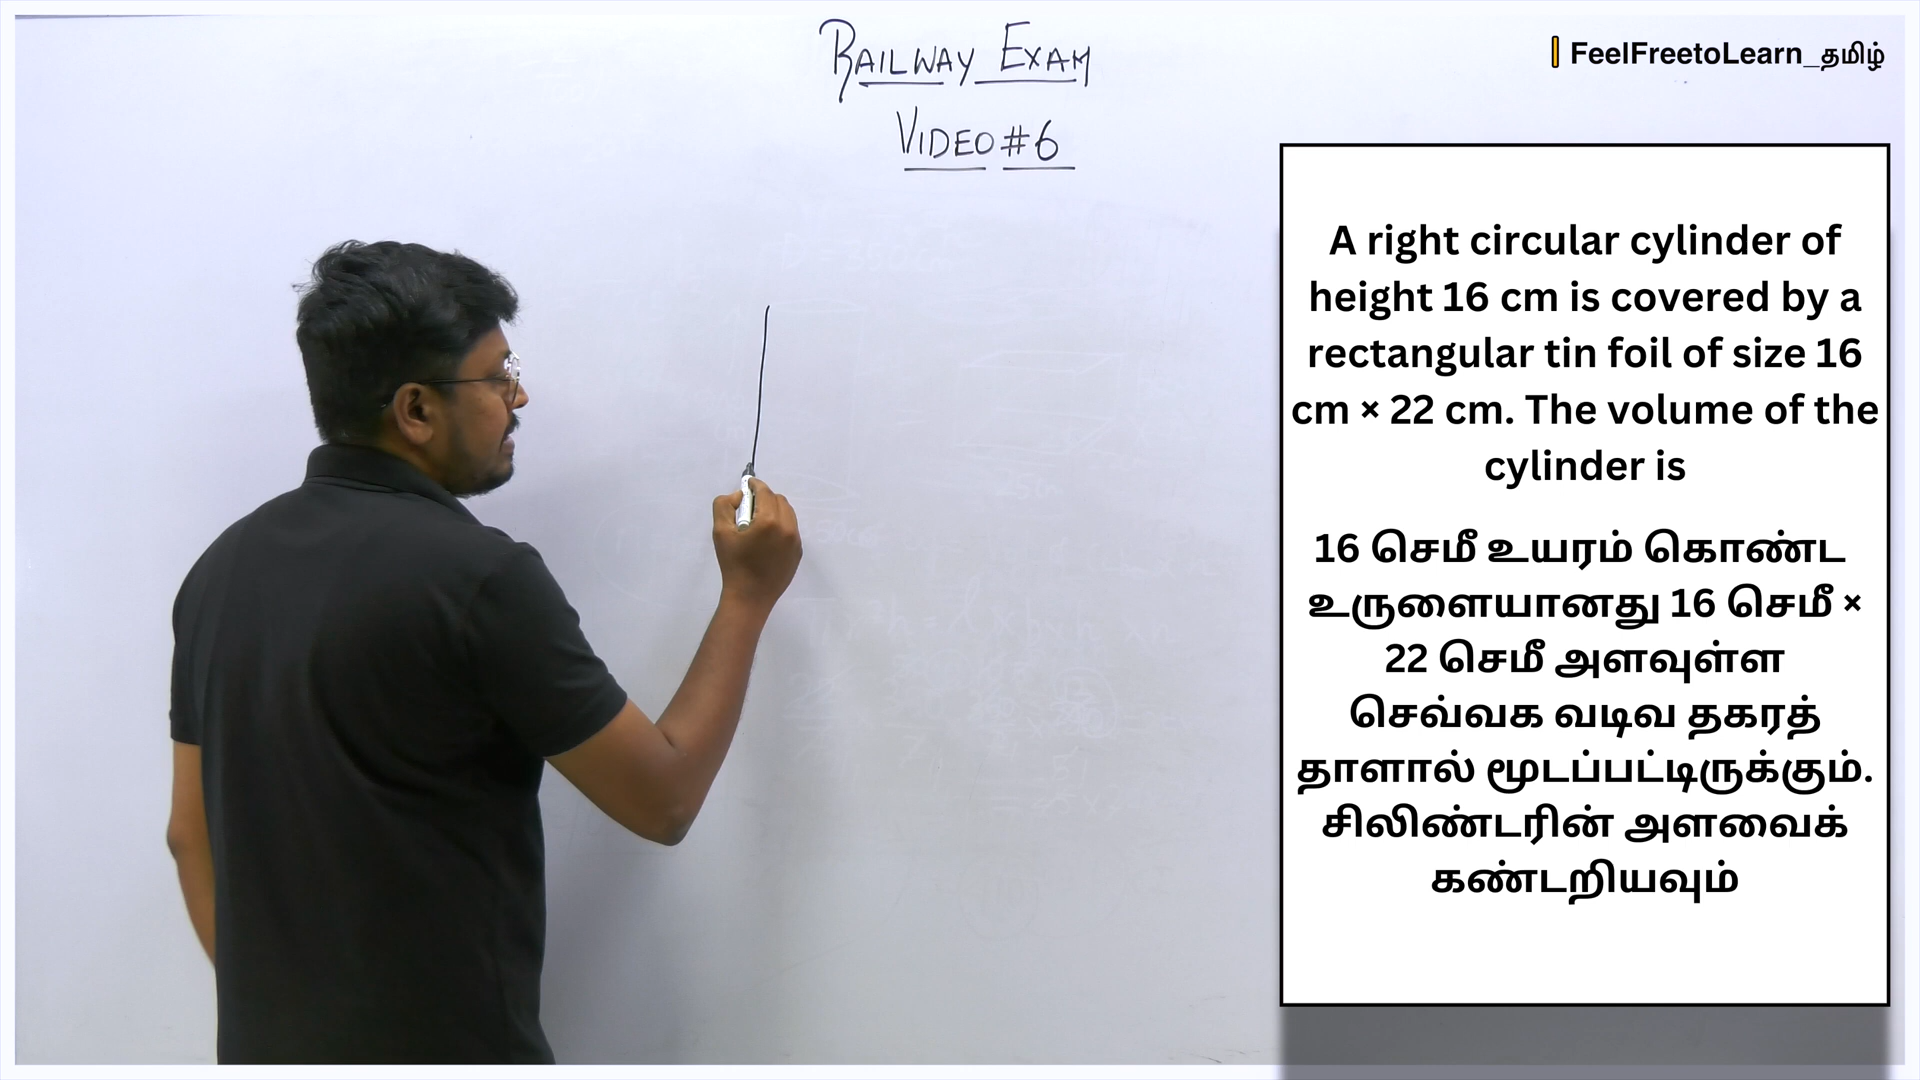 RAILWAY EXAM
VIDEO #6
FeelFreetoLearn_தமிழ்
A right circular cylinder of
height 16 cm is covered by a
rectangular tin foil of size 16
cm × 22 cm. The volume of the
cylinder is
16 செமீ உயரம் கொண்ட
உருளையானது 16 செமீ ×
22 செமீ அளவுள்ள
செவ்வக வடிவ தகரத்
தாளால் மூடப்பட்டிருக்கும்.
சிலிண்டரின் அளவைக்
கண்டறியவும்